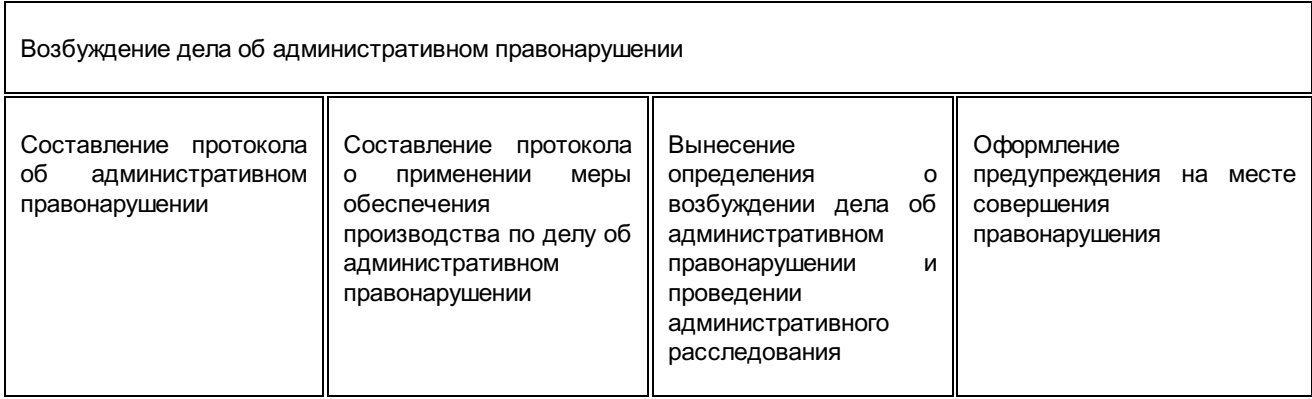 Возбуждение дела об административном правонарушении
Составление протокола
об административном
правонарушении
Составление протокола
о применении меры
обеспечения
производства по делу об
административном
правонарушении
Вынесение
определения о
возбуждении дела об
административном
правонарушении и
проведении
административного
расследования
Оформление
предупреждения на месте
совершения
правонарушения